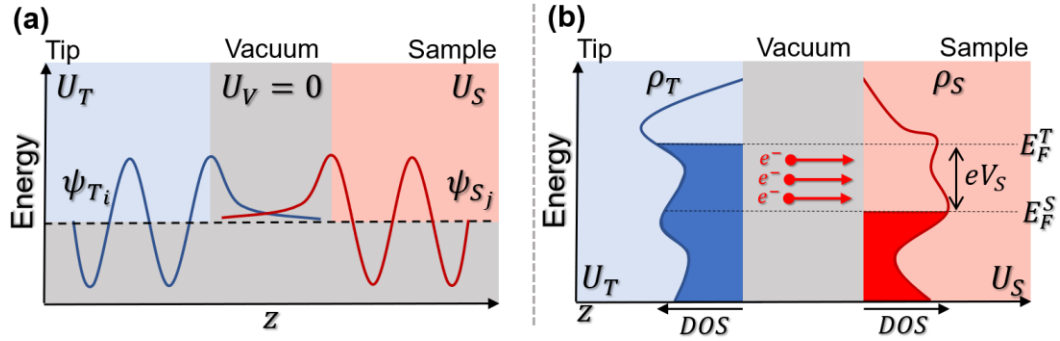 (a)
Tip Vacuum Sample
U_T U_V = 0 U_S
Energy
ψ_{T_i} ψ_{S_j}
z
(b)
Tip Vacuum Sample
ρ_T ρ_S
Energy
E_F^T
e^-
e^-
e^-
eV_S
E_F^S
U_T U_S
z DOS DOS